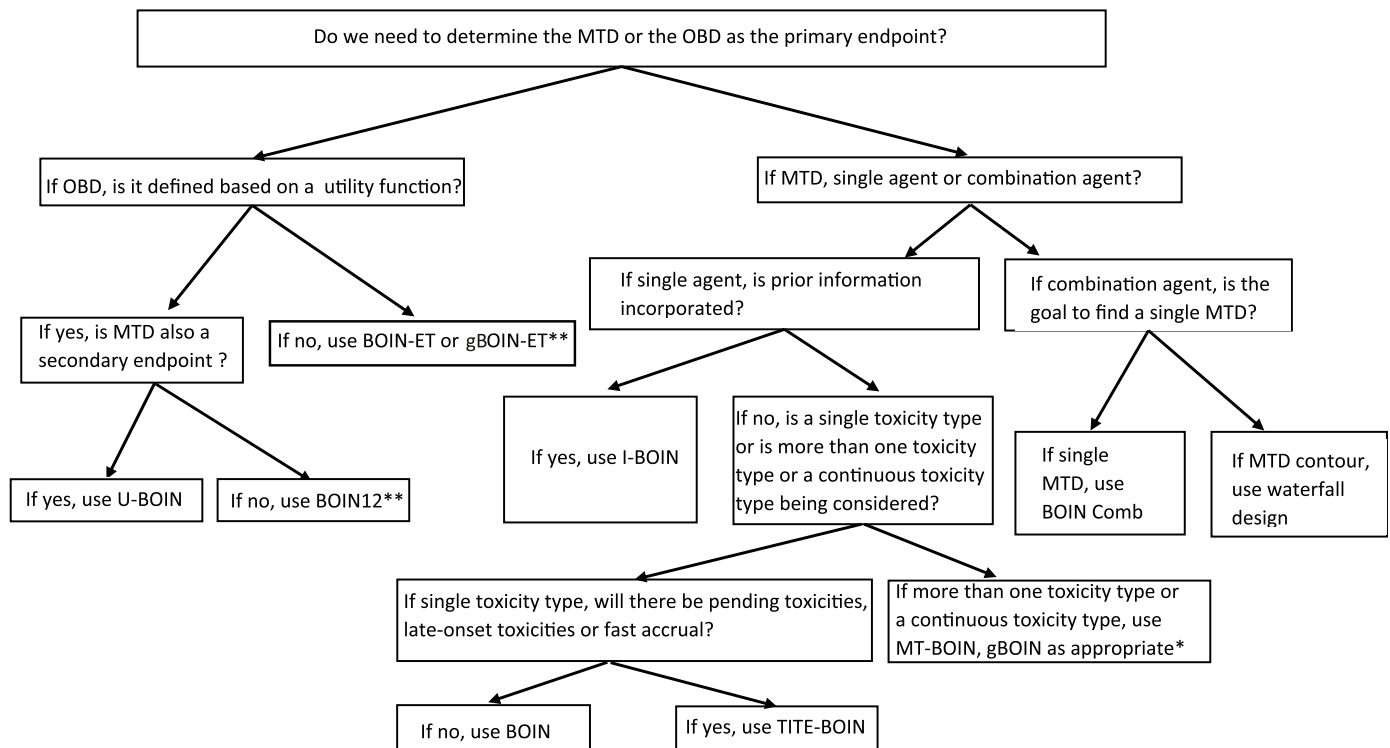 Do we need to determine the MTD or the OBD as the primary endpoint?
If OBD, is it defined based on a utility function?
If MTD, single agent or combination agent?
If yes, is MTD also a
secondary endpoint ?
If no, use BOIN-ET or gBOIN-ET**
If single agent, is prior information
incorporated?
If combination agent, is the
goal to find a single MTD?
If yes, use U-BOIN
If no, use BOIN12**
If yes, use I-BOIN
If no, is a single toxicity type
or is more than one toxicity
type or a continuous toxicity
type being considered?
If single
MTD, use
BOIN Comb
If MTD contour,
use waterfall
design
If single toxicity type, will there be pending toxicities,
late-onset toxicities or fast accrual?
If more than one toxicity type or
a continuous toxicity type, use
MT-BOIN, gBOIN as appropriate*
If no, use BOIN
If yes, use TITE-BOIN